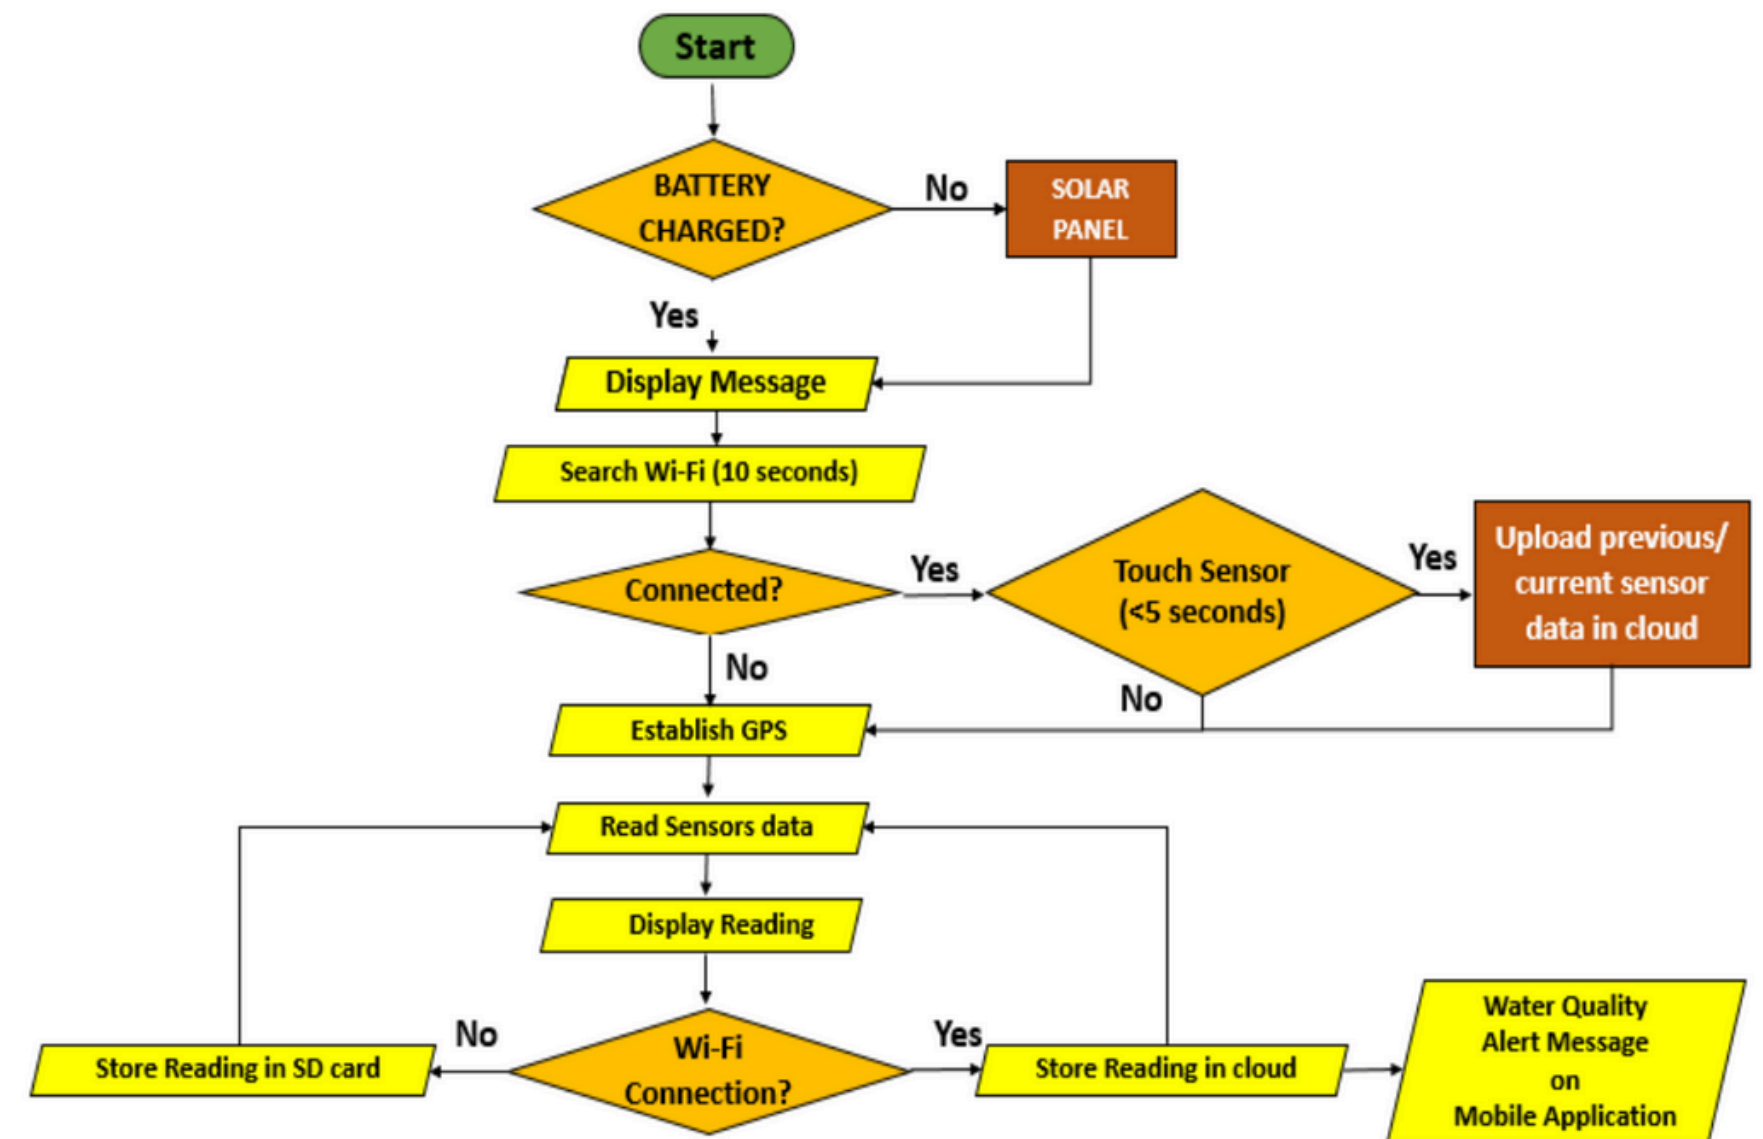 Start
BATTERY
CHARGED?
No
SOLAR
PANEL
Yes
Display Message
Search Wi-Fi (10 seconds)
Connected?
Yes
Touch Sensor
(<5 seconds)
Yes
Upload previous/
current sensor
data in cloud
No
No
Establish GPS
Read Sensors data
Display Reading
Wi-Fi
Connection?
No
Store Reading in SD card
Yes
Store Reading in cloud
Water Quality
Alert Message
on
Mobile Application